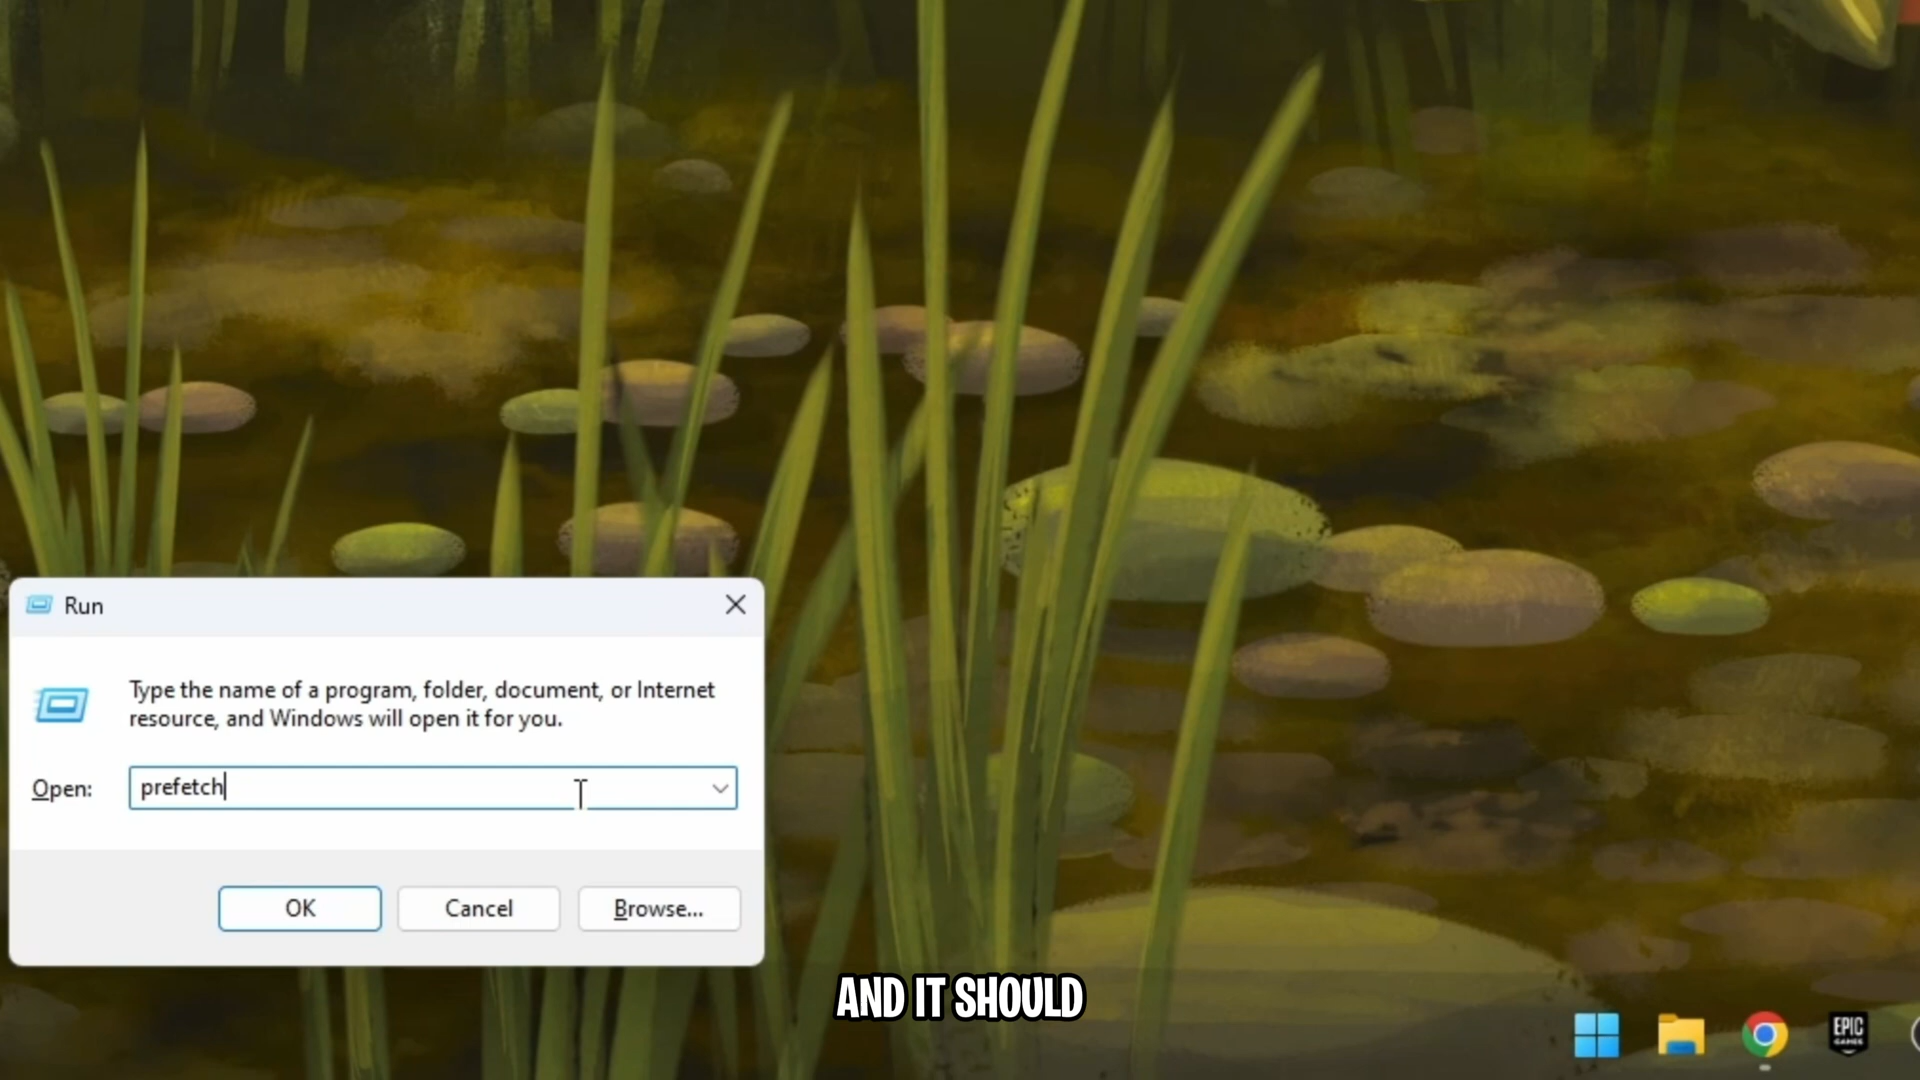 Run
Type the name of a program, folder, document, or Internet
resource, and Windows will open it for you.
Open:
prefetch
OK
Cancel
Browse...
AND IT SHOULD
EPIC
GAMES